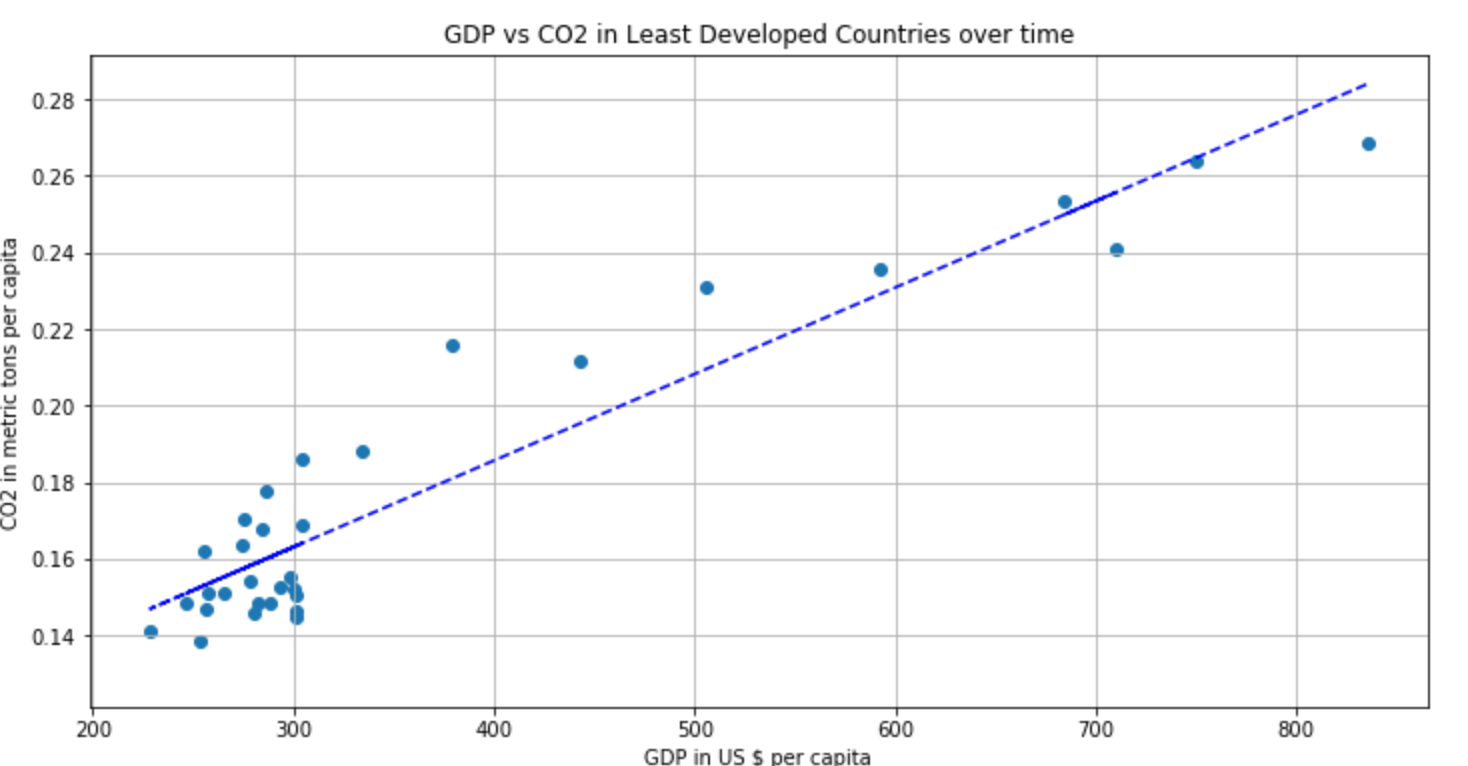 GDP vs CO2 in Least Developed Countries over time
0.28
0.26
0.24
0.22
0.20
0.18
0.16
0.14
CO2 in metric tons per capita
200 300 400 500 600 700 800
GDP in US $ per capita